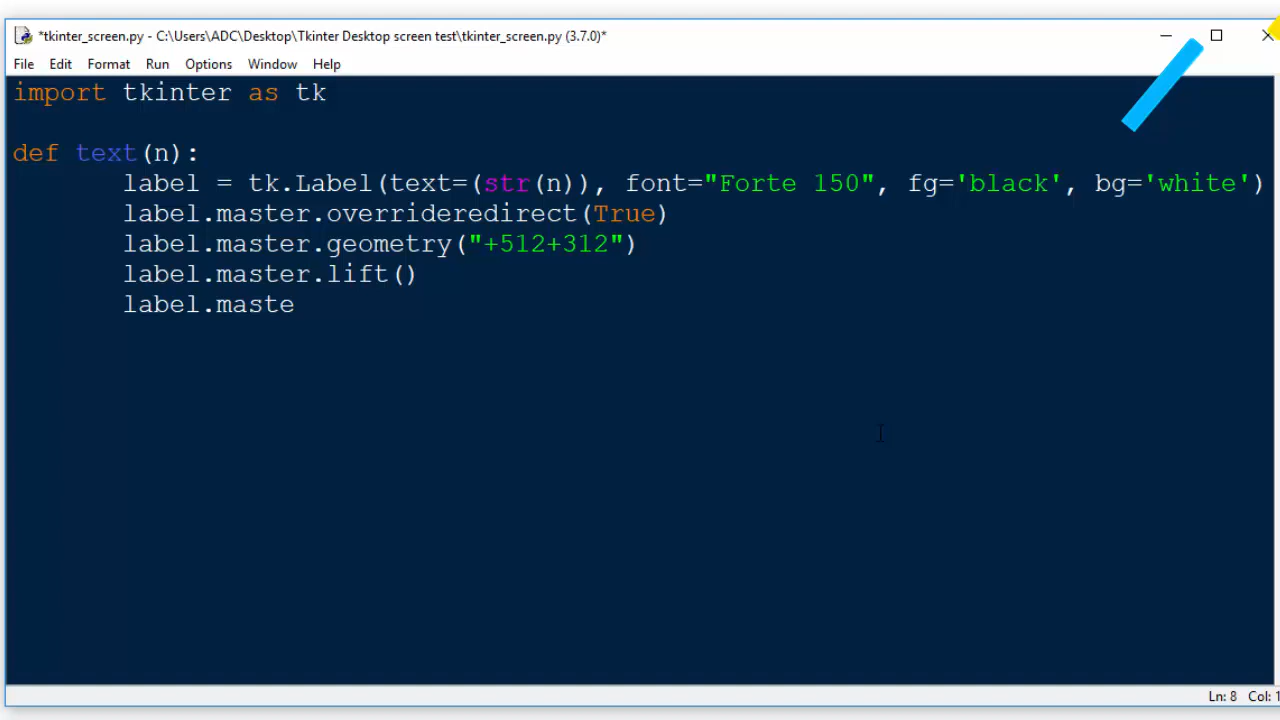 *tkinter_screen.py - C:\Users\ADC\Desktop\Tkinter Desktop screen test\tkinter_screen.py (3.7.0)*
File Edit Format Run Options Window Help
import tkinter as tk
def text(n):
label = tk.Label(text=(str(n)), font="Forte 150", fg='black', bg='white')
label.master.overrideredirect(True)
label.master.geometry("+512+312")
label.master.lift()
label.maste
Ln: 8 Col: 1